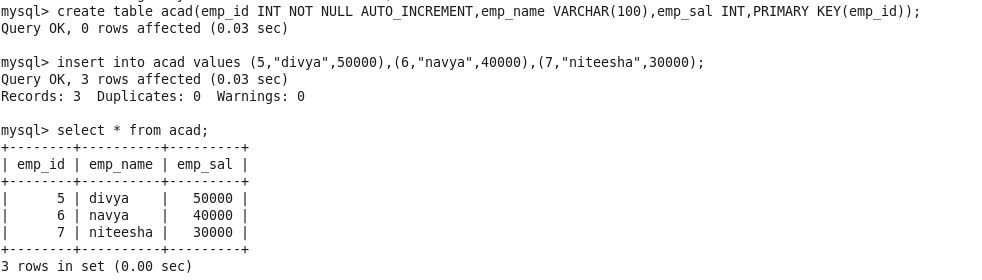 mysql> create table acad(emp_id INT NOT NULL AUTO_INCREMENT,emp_name VARCHAR(100),emp_sal INT,PRIMARY KEY(emp_id));
Query OK, 0 rows affected (0.03 sec)

mysql> insert into acad values (5,"divya",50000),(6,"navya",40000),(7,"niteesha",30000);
Query OK, 3 rows affected (0.03 sec)
Records: 3  Duplicates: 0  Warnings: 0

mysql> select * from acad;
+--------+----------+---------+
| emp_id | emp_name | emp_sal |
+--------+----------+---------+
|      5 | divya    |   50000 |
|      6 | navya    |   40000 |
|      7 | niteesha |   30000 |
+--------+----------+---------+
3 rows in set (0.00 sec)